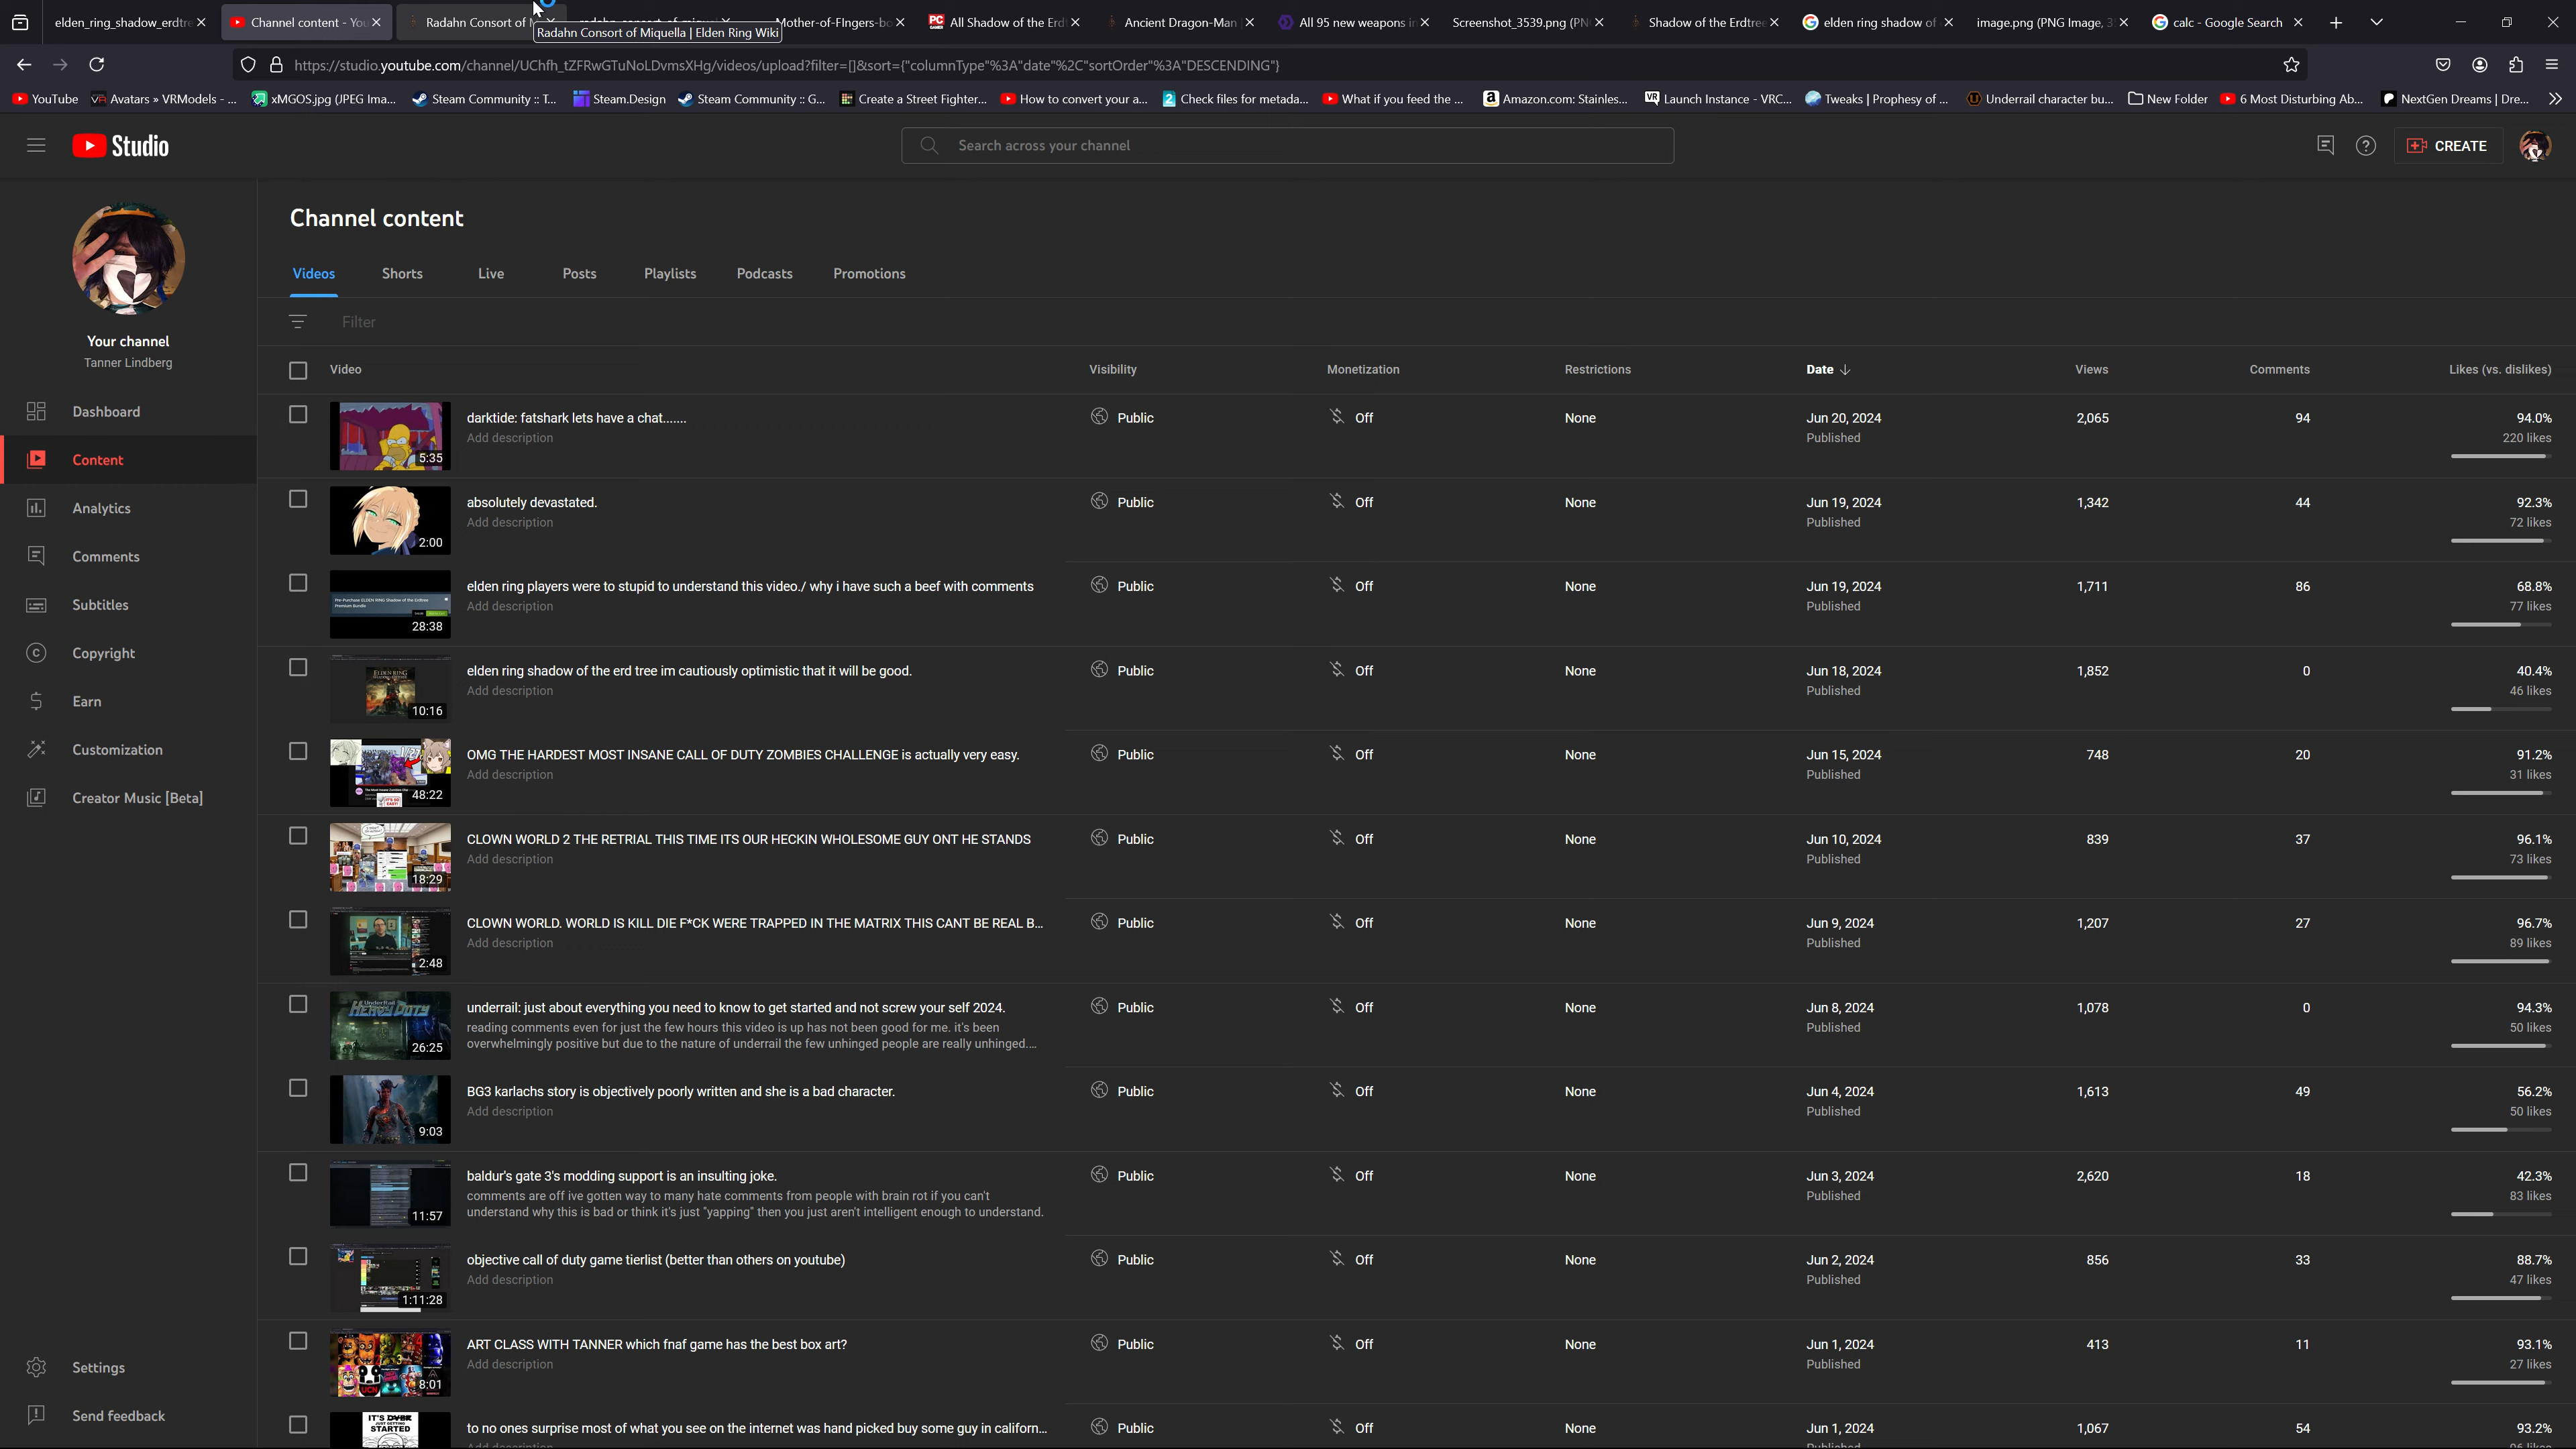 elden_ring_shadow_erdtre
Channel content - You
Radahn Consort of M
Mother-of-FIngers-bo
All Shadow of the Erd
Ancient Dragon-Man
All 95 new weapons i
Screenshot_3539.png (PN
Shadow of the Erdtree
elden ring shadow of
image.png (PNG Image, 3
calc - Google Search
Radahn Consort of Miquella | Elden Ring Wiki
https://studio.youtube.com/channel/UChfh_tZFRwGTuNoLDvmsXHg/videos/upload?filter=[]&sort={"columnType"%3A"date"%2C"sortOrder"%3A"DESCENDING"}
YouTube
Avatars » VRModels - ...
xMGOS.jpg (JPEG Ima...
Steam Community :: T...
Steam.Design
Steam Community :: G...
Create a Street Fighter...
How to convert your a...
Check files for metada...
What if you feed the ...
Amazon.com: Stainles...
Launch Instance - VRC...
Tweaks | Prophesy of ...
Underrail character bu...
New Folder
6 Most Disturbing Ab...
NextGen Dreams | Dre...
Studio
Search across your channel
CREATE
Your channel
Tanner Lindberg
Dashboard
Content
Analytics
Comments
Subtitles
Copyright
Earn
Customization
Creator Music [Beta]
Settings
Send feedback
Channel content
Videos Shorts Live Posts Playlists Podcasts Promotions
Filter
Video Visibility Monetization Restrictions Date Views Comments Likes (vs. dislikes)
darktide: fatshark lets have a chat....... Public Off None Jun 20, 2024 2,065 94 94.0%
Add description Published 220 likes
5:35
absolutely devastated. Public Off None Jun 19, 2024 1,342 44 92.3%
Add description Published 72 likes
2:00
elden ring players were to stupid to understand this video./ why i have such a beef with comments Public Off None Jun 19, 2024 1,711 86 68.8%
Add description Published 77 likes
Pre-Purchase ELDEN RING Shadow of the Erdtree Premium Bundle
28:38
elden ring shadow of the erd tree im cautiously optimistic that it will be good. Public Off None Jun 18, 2024 1,852 0 40.4%
Add description Published 46 likes
ELDEN RING
10:16
OMG THE HARDEST MOST INSANE CALL OF DUTY ZOMBIES CHALLENGE is actually very easy. Public Off None Jun 15, 2024 748 20 91.2%
Add description Published 31 likes
48:22
CLOWN WORLD 2 THE RETRIAL THIS TIME ITS OUR HECKIN WHOLESOME GUY ONT HE STANDS Public Off None Jun 10, 2024 839 37 96.1%
Add description Published 73 likes
18:29
CLOWN WORLD. WORLD IS KILL DIE F*CK WERE TRAPPED IN THE MATRIX THIS CANT BE REAL B... Public Off None Jun 9, 2024 1,207 27 96.7%
Add description Published 89 likes
2:48
underrail: just about everything you need to know to get started and not screw your self 2024. Public Off None Jun 8, 2024 1,078 0 94.3%
reading comments even for just the few hours this video is up has not been good for me. it's been Published 50 likes
overwhelmingly positive but due to the nature of underrail the few unhinged people are really unhinged....
UnderRail
HEAVY DUTY
26:25
BG3 karlachs story is objectively poorly written and she is a bad character. Public Off None Jun 4, 2024 1,613 49 56.2%
Add description Published 50 likes
9:03
baldur's gate 3's modding support is an insulting joke. Public Off None Jun 3, 2024 2,620 18 42.3%
comments are off ive gotten way to many hate comments from people with brain rot if you can't Published 83 likes
understand why this is bad or think it's just "yapping" then you just aren't intelligent enough to understand.
11:57
objective call of duty game tierlist (better than others on youtube) Public Off None Jun 2, 2024 856 33 88.7%
Add description Published 47 likes
1:11:28
ART CLASS WITH TANNER which fnaf game has the best box art? Public Off None Jun 1, 2024 413 11 93.1%
Add description Published 27 likes
UCN
8:01
IT'S OVER
JUST GETTING
STARTED
to no ones surprise most of what you see on the internet was hand picked buy some guy in californ... Public Off None Jun 1, 2024 1,067 54 93.2%